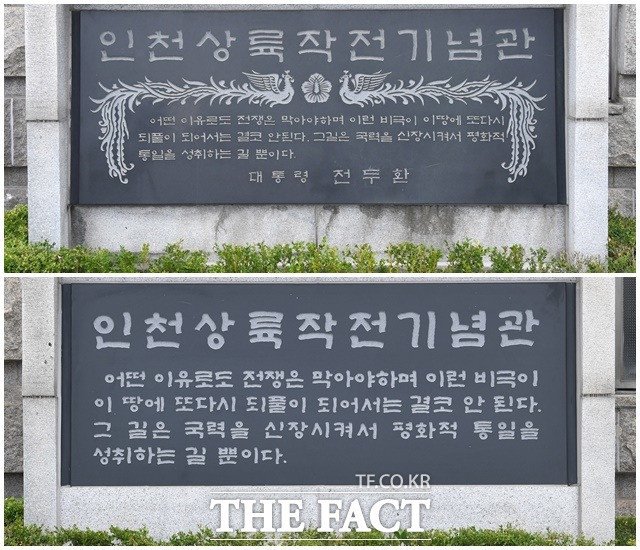 인천상륙작전기념관
어떤 이유로도 전쟁은 막아야하며 이런 비극이 이땅에 또다시
되풀이 되어서는 결코 안된다. 그길은 국력을 신장시켜서 평화적
통일을 성취하는 길 뿐이다.
대통령 전두환
인천상륙작전기념관
어떤 이유로도 전쟁은 막아야하며 이런 비극이
이 땅에 또다시 되풀이 되어서는 결코 안 된다.
그 길은 국력을 신장시켜서 평화적 통일을
성취하는 길 뿐이다.
TF.CO.KR
THE FACT